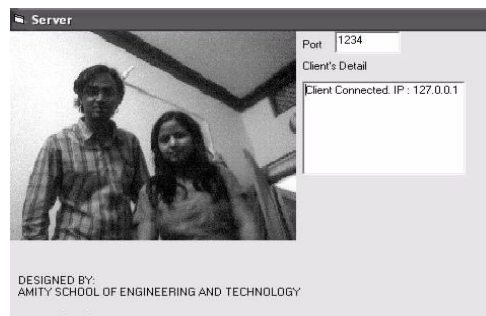 Server
Port 1234
Client's Detail
Client Connected. IP : 127.0.0.1
DESIGNED BY:
AMITY SCHOOL OF ENGINEERING AND TECHNOLOGY